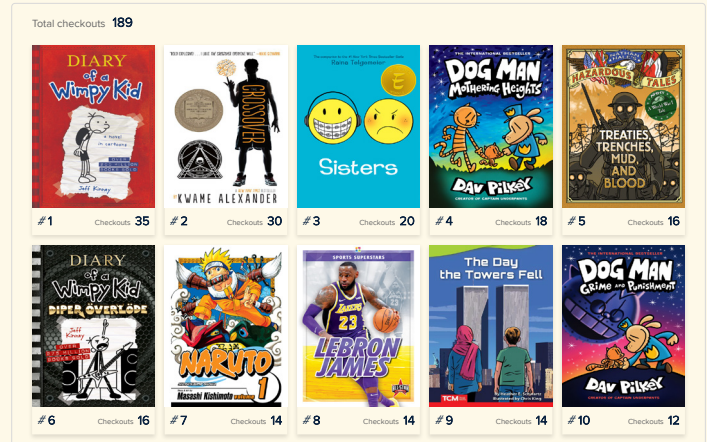 Total checkouts 189
DIARY
of a
Wimpy Kid
a novel
in cartoons
Jeff Kinney
#1 Checkouts 35
CROSSOVER
KWAME ALEXANDER
#2 Checkouts 30
Raina Telgemeier
Sisters
#3 Checkouts 20
THE INTERNATIONAL BESTSELLER
DOG MAN
MOTHERING HEIGHTS
DAV PILKEY
CREATOR OF CAPTAIN UNDERPANTS
#4 Checkouts 18
NATHAN HALE'S
HAZARDOUS TALES
TREATIES,
TRENCHES,
MUD,
AND
BLOOD
#5 Checkouts 16
DIARY
of a
Wimpy Kid
DIPER ÖVERLÖDE
Jeff
Kinney
#6 Checkouts 16
NARUTO
1
Masashi Kishimoto
#7 Checkouts 14
SPORTS SUPERSTARS
LAKERS
23
LEBRON
JAMES
#8 Checkouts 14
The Day
the Towers Fell
TCM
#9 Checkouts 14
THE INTERNATIONAL BESTSELLER
DOG MAN
GRIME AND PUNISHMENT
DAV PILKEY
CREATOR OF CAPTAIN UNDERPANTS
#10 Checkouts 12